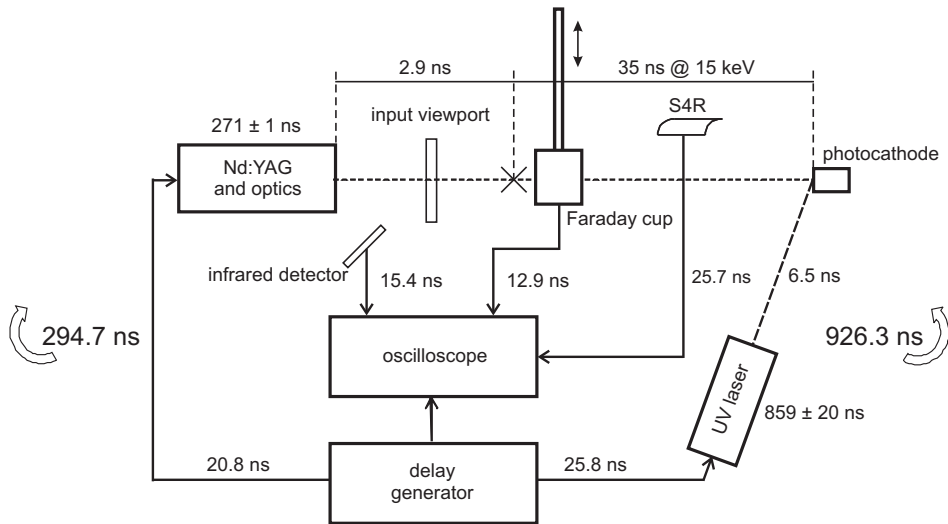 2.9 ns
35 ns @ 15 keV
S4R
271 ± 1 ns
input viewport
Nd:YAG
and optics
photocathode
Faraday cup
infrared detector
15.4 ns
12.9 ns
25.7 ns
6.5 ns
294.7 ns
926.3 ns
oscilloscope
UV laser
859 ± 20 ns
20.8 ns
delay
generator
25.8 ns